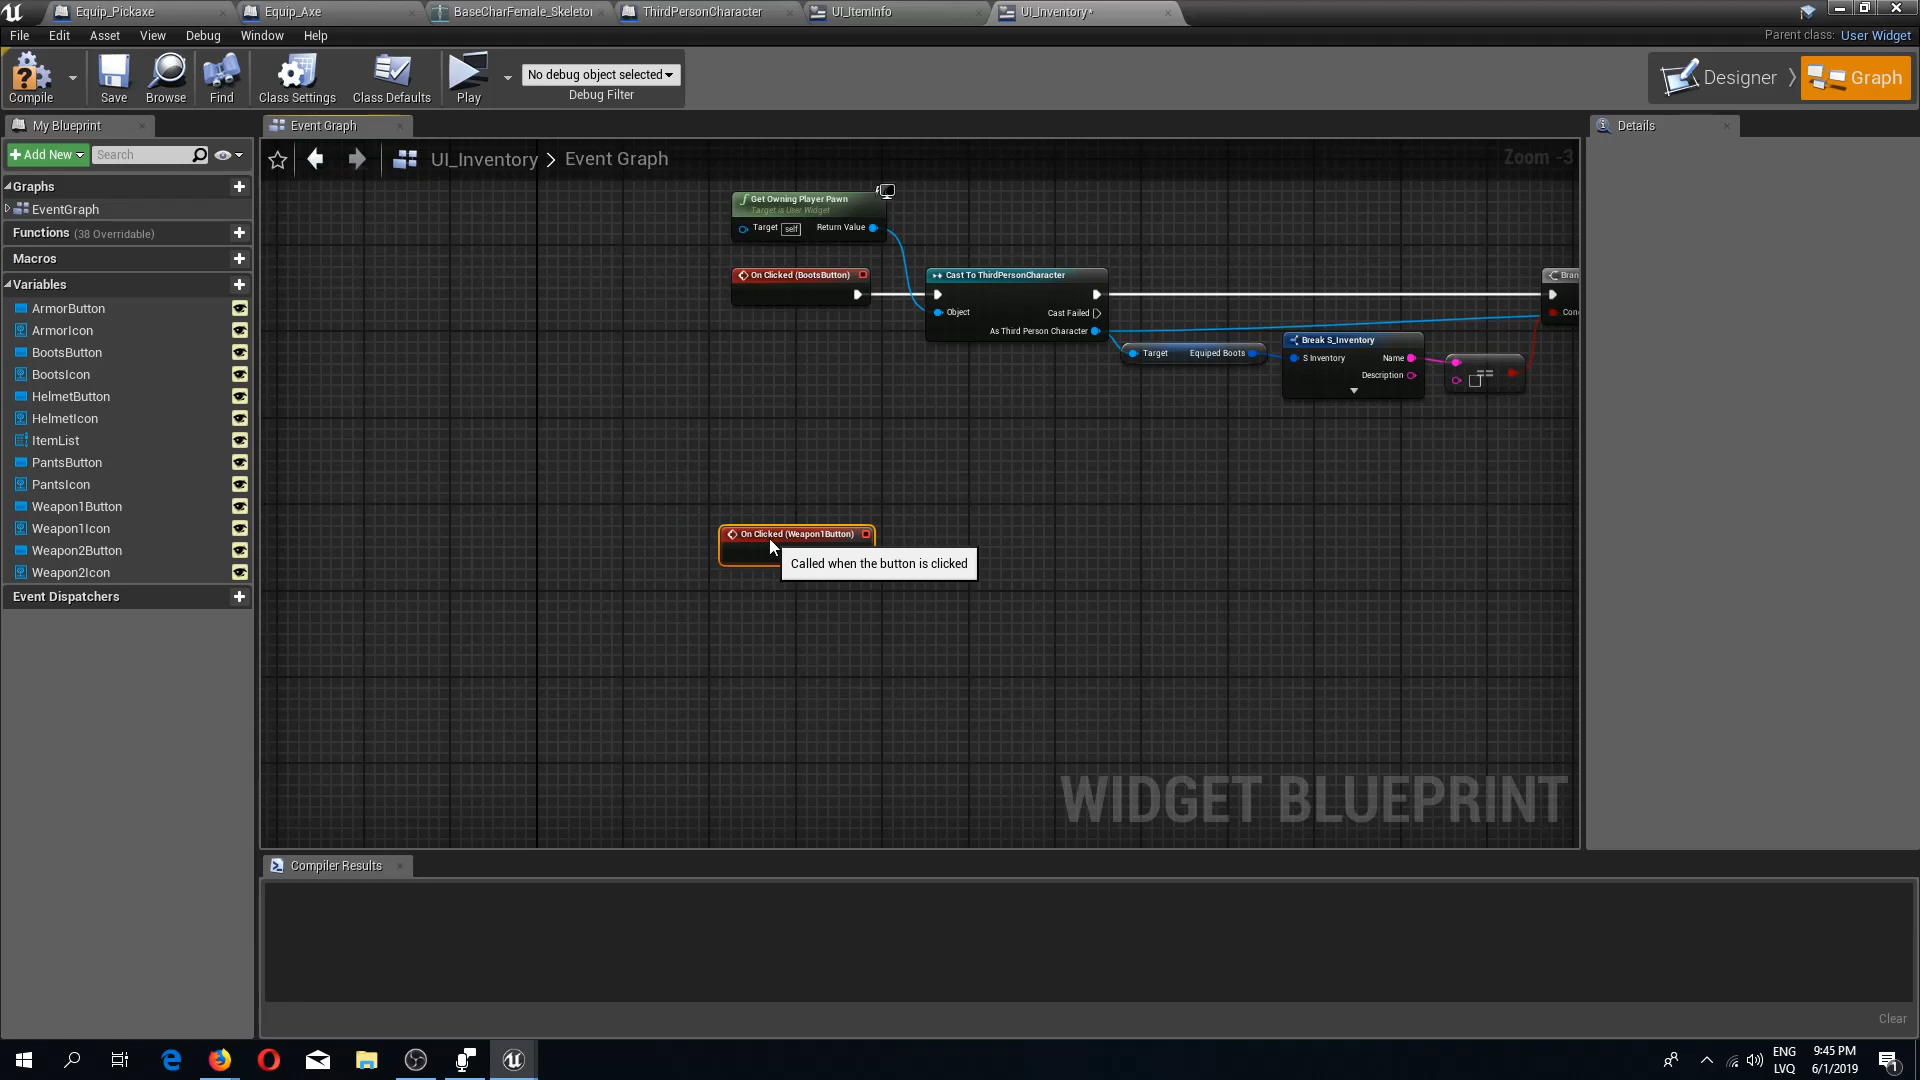 Equip_Pickaxe
Equip_Axe
BaseCharFemale_Skeleto
ThirdPersonCharacter
UI_ItemInfo
UI_Inventory*
File Edit Asset View Debug Window Help
Parent class: User Widget
Compile
Save
Browse
Find
Class Settings
Class Defaults
Play
No debug object selected
Debug Filter
Designer
Graph
My Blueprint
Event Graph
Details
Add New
Search
UI_Inventory > Event Graph
Zoom -3
Graphs
EventGraph
Functions (38 Overridable)
Macros
Variables
ArmorButton
ArmorIcon
BootsButton
BootsIcon
HelmetButton
HelmetIcon
ItemList
PantsButton
PantsIcon
Weapon1Button
Weapon1Icon
Weapon2Button
Weapon2Icon
Event Dispatchers
Get Owning Player Pawn
Target is User Widget
Target self Return Value
On Clicked (BootsButton)
Cast To ThirdPersonCharacter
Object
Cast Failed
As Third Person Character
Target Equiped Boots
Break S_Inventory
S Inventory Name
Description
==
Bran
Con
On Clicked (Weapon1Button)
Called when the button is clicked
WIDGET BLUEPRINT
Compiler Results
Clear
ENG
LVQ
9:45 PM
6/1/2019
1